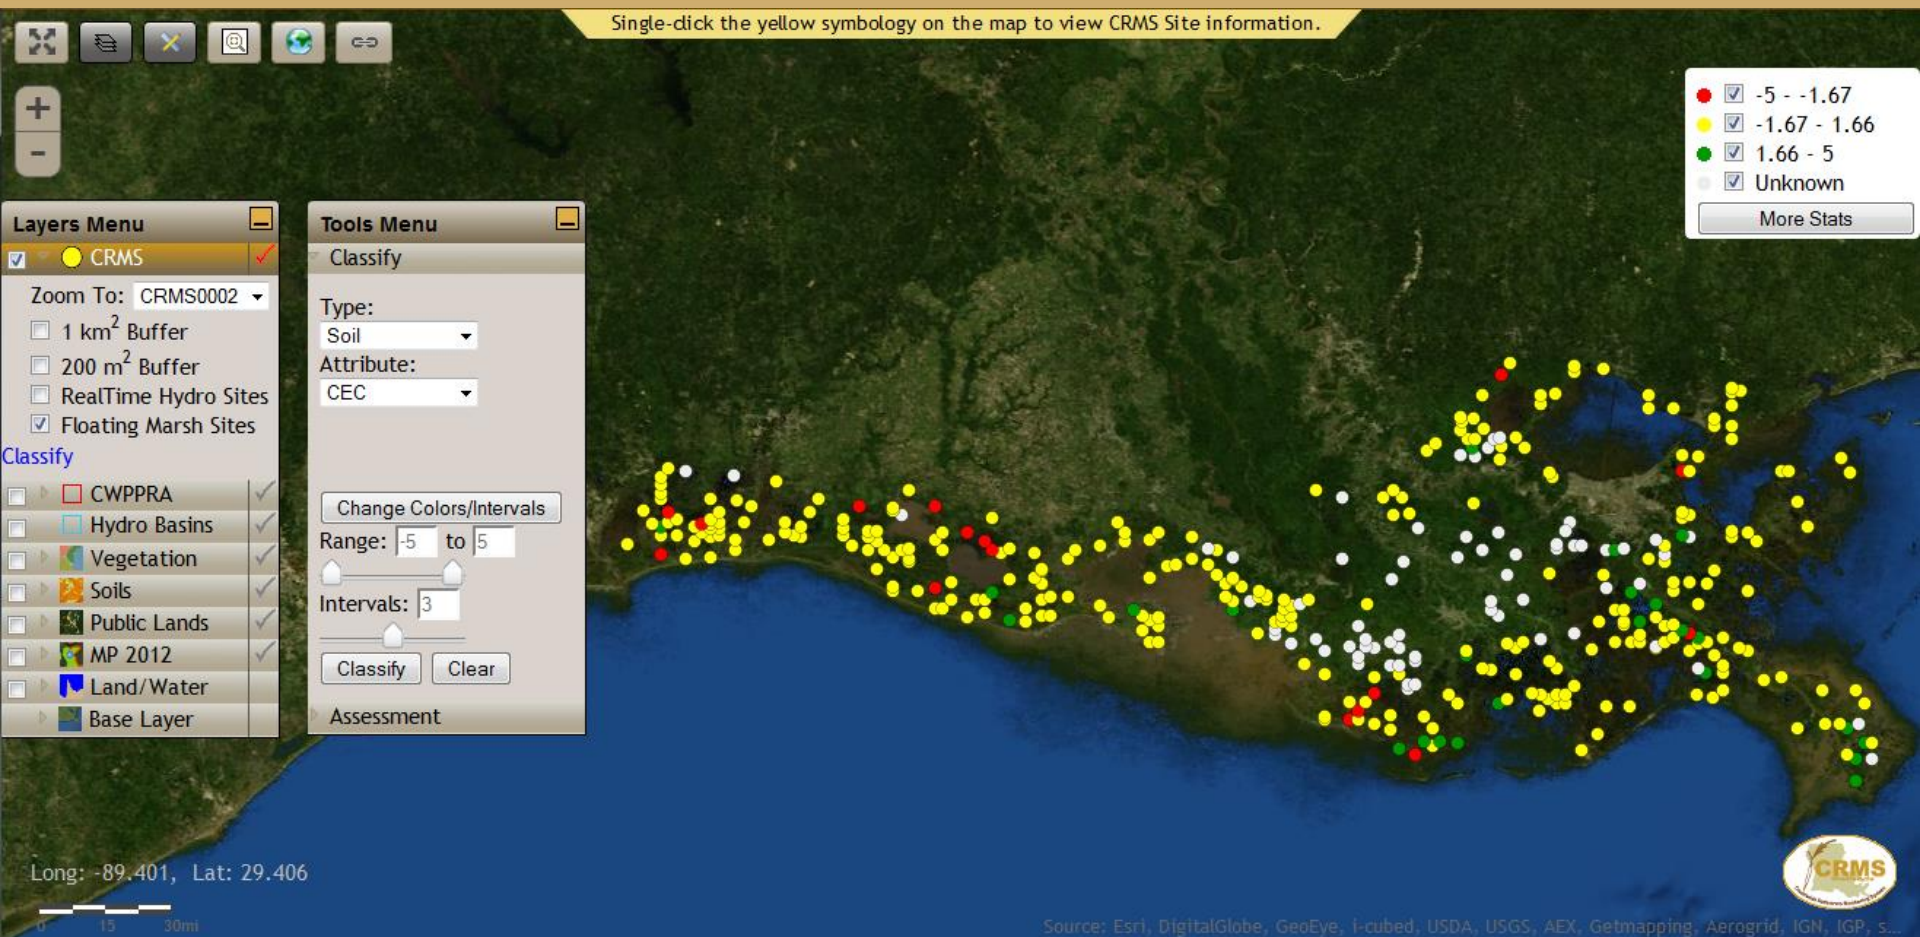 Single-click the yellow symbology on the map to view CRMS Site information.
+
-
-5 - -1.67
-1.67 - 1.66
1.66 - 5
Unknown
More Stats
Layers Menu
CRMS
Zoom To: CRMS0002
1 km2 Buffer
200 m2 Buffer
RealTime Hydro Sites
Floating Marsh Sites
Classify
CWPPRA
Hydro Basins
Vegetation
Soils
Public Lands
MP 2012
Land/Water
Base Layer
Tools Menu
Classify
Type:
Soil
Attribute:
CEC
Change Colors/Intervals
Range: -5 to 5
Intervals: 3
Classify Clear
Assessment
Long: -89.401, Lat: 29.406
0 15 30mi
CRMS
Source: Esri, DigitalGlobe, GeoEye, i-cubed, USDA, USGS, AEX, Getmapping, Aerogrid, IGN, IGP, s...